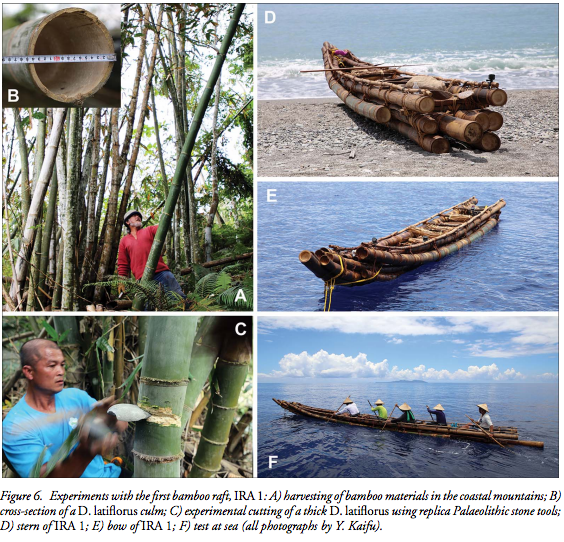 B
A
C
D
E
F
Figure 6. Experiments with the first bamboo raft, IRA 1: A) harvesting of bamboo materials in the coastal mountains; B)
cross-section of a D. latiflorus culm; C) experimental cutting of a thick D. latiflorus using replica Palaeolithic stone tools;
D) stern of IRA 1; E) bow of IRA 1; F) test at sea (all photographs by Y. Kaifu).